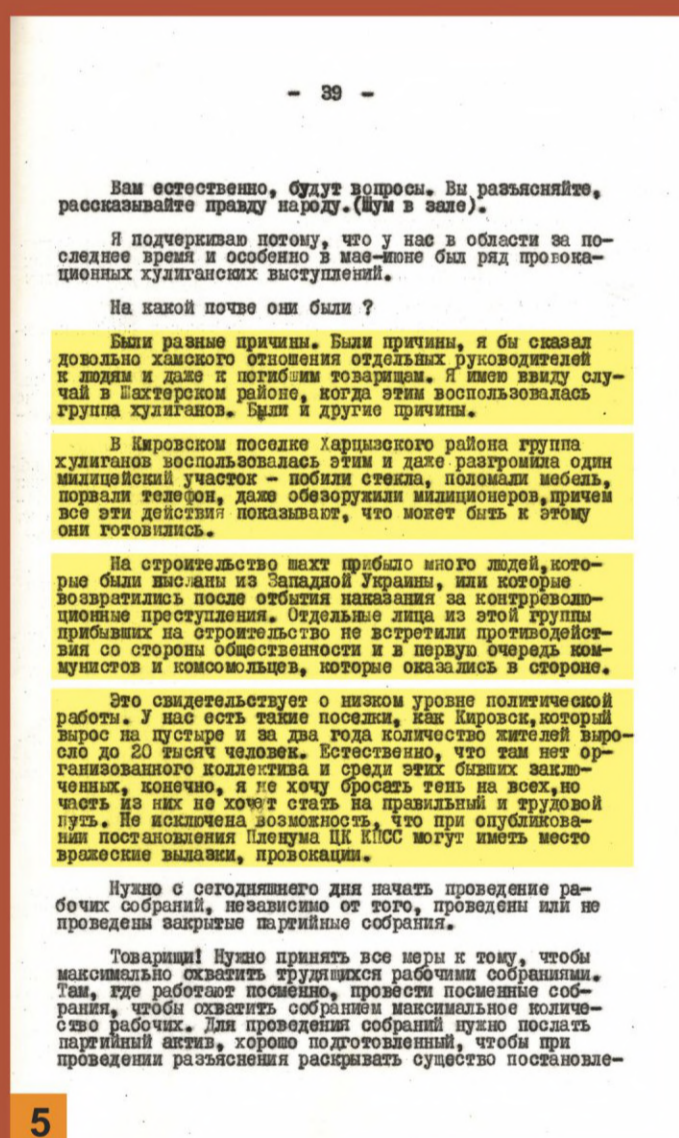 - 39 -
Вам естественно, будут вопросы. Вы разъясняйте,
рассказывайте правду народу.(Шум в зале).
Я подчеркиваю потому, что у нас в области за по-
следнее время и особенно в мае-июне был ряд провока-
ционных хулиганских выступлений.
На какой почве они были ?
Были разные причины. Были причины, я бы сказал
довольно хамского отношения отдельных руководителей
к людям и даже к погибшим товарищам. Я имею ввиду слу-
чай в Шахтерском районе, когда этим воспользовалась
группа хулиганов. Были и другие причины.
В Кировском поселке Харцызского района группа
хулиганов воспользовалась этим и даже разгромила один
милицейский участок - побили стекла, поломали мебель,
порвали телефон, даже обезоружили милиционеров,причем
все эти действия показывают, что может быть к этому
они готовились.
На строительство шахт прибыло много людей,кото-
рые были высланы из Западной Украины, или которые
возвратились после отбытия наказания за контрреволю-
ционные преступления. Отдельные лица из этой группы
прибывших на строительство не встретили противодейст-
вия со стороны общественности и в первую очередь ком-
мунистов и комсомольцев, которые оказались в стороне.
Это свидетельствует о низком уровне политической
работы. У нас есть такие поселки, как Кировск,который
вырос на пустыре и за два года количество жителей выро-
сло до 20 тысяч человек. Естественно, что там нет ор-
ганизованного коллектива и среди этих бывших заклю-
ченных, конечно, я не хочу бросать тень на всех,но
часть из них не хочет стать на правильный и трудовой
путь. Не исключена возможность, что при опубликова-
нии постановления Пленума ЦК КПСС могут иметь место
вражеские вылазки, провокации.
Нужно с сегодняшнего дня начать проведение ра-
бочих собраний, независимо от того, проведены или не
проведены закрытые партийные собрания.
Товарищи! Нужно принять все меры к тому, чтобы
максимально охватить трудящихся рабочими собраниями.
Там, где работают посменно, провести посменные соб-
рания, чтобы охватить собранием максимальное количе-
ство рабочих. Для проведения собраний нужно послать
партийный актив, хорошо подготовленный, чтобы при
проведении разъяснения раскрывать существо постановле-
5